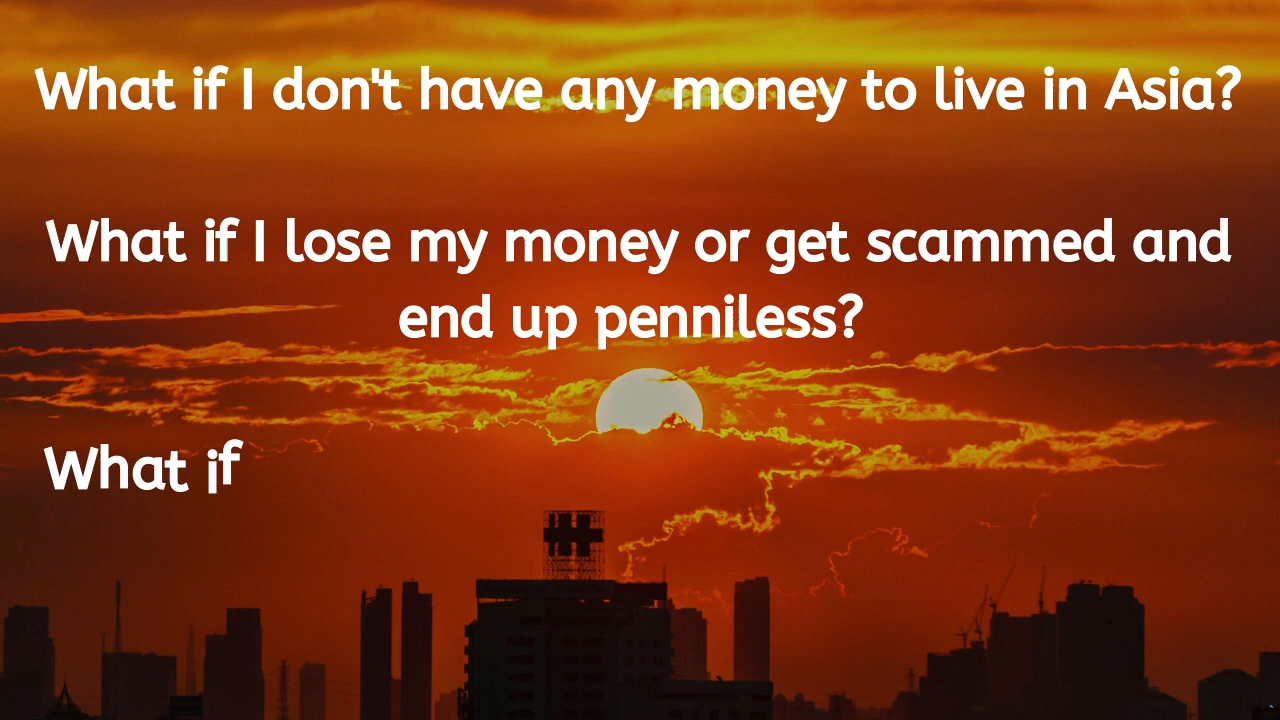 What if I don't have any money to live in Asia?
What if I lose my money or get scammed and
end up penniless?
What if